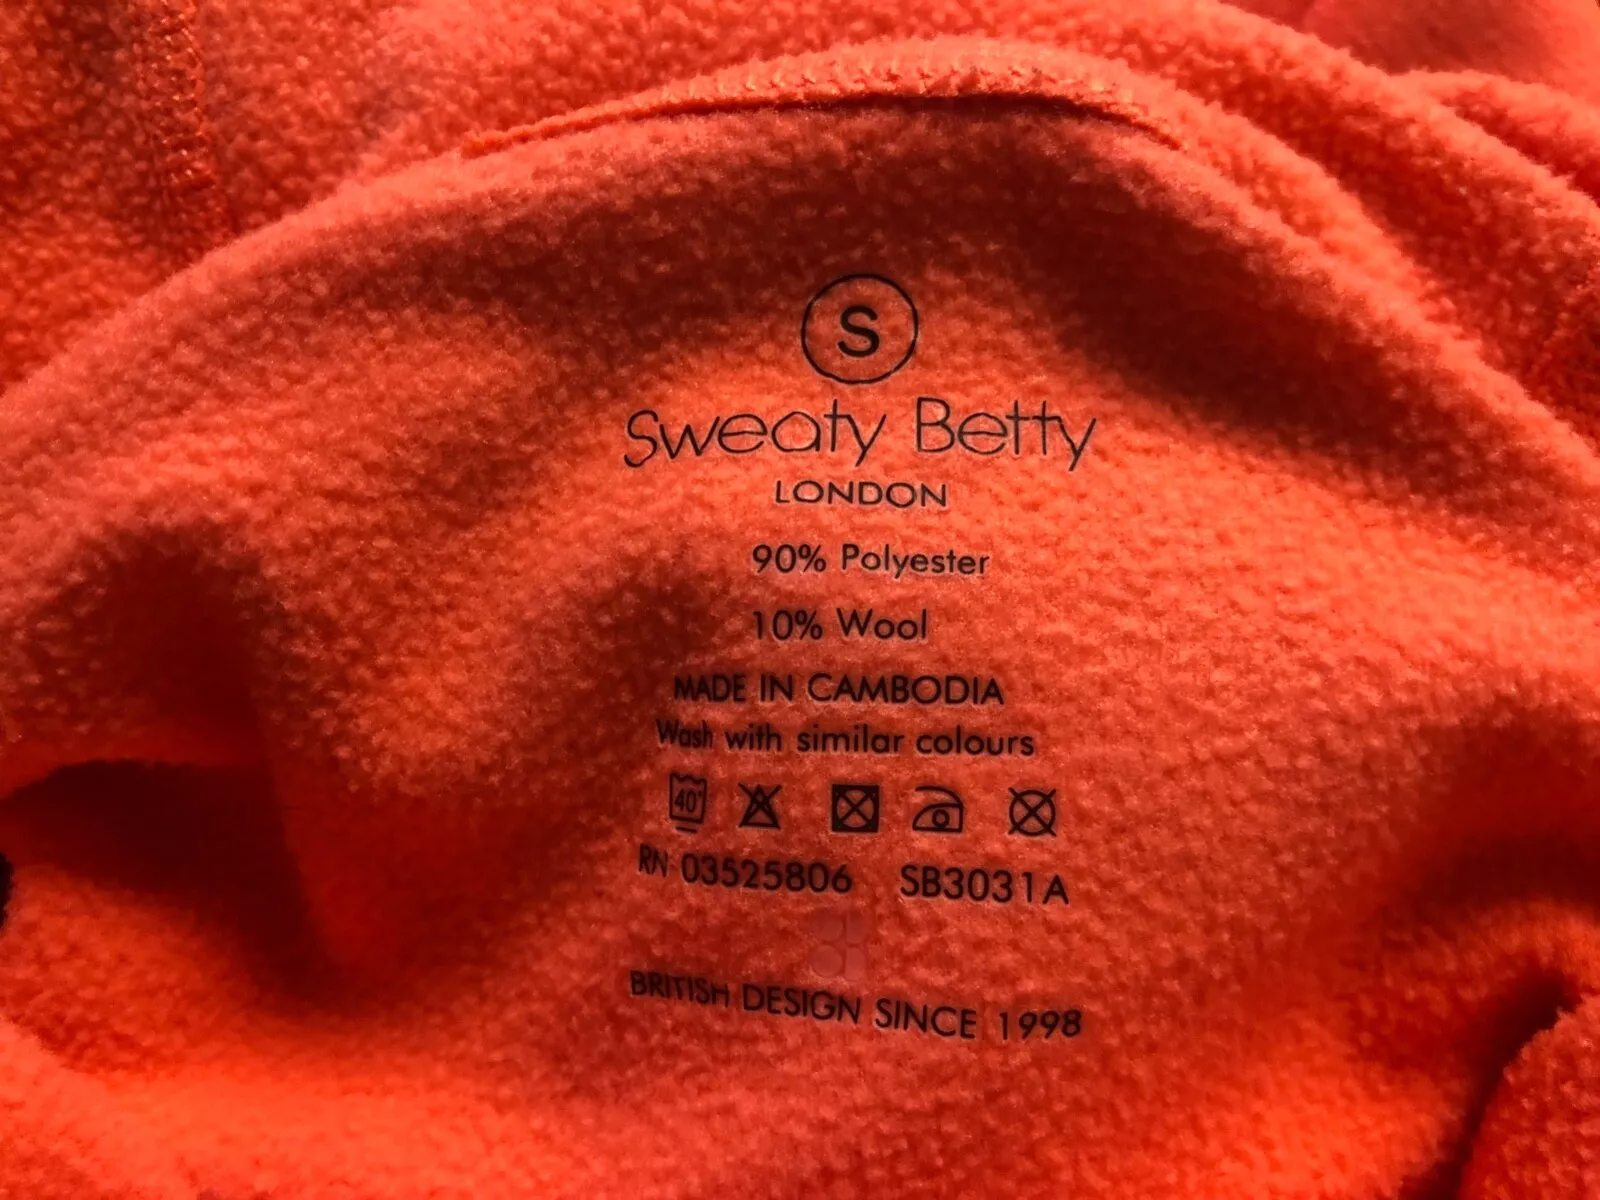 S
Sweaty Betty
LONDON
90% Polyester
10% Wool
MADE IN CAMBODIA
Wash with similar colours
40°
RN 03525806 SB3031A
BRITISH DESIGN SINCE 1998